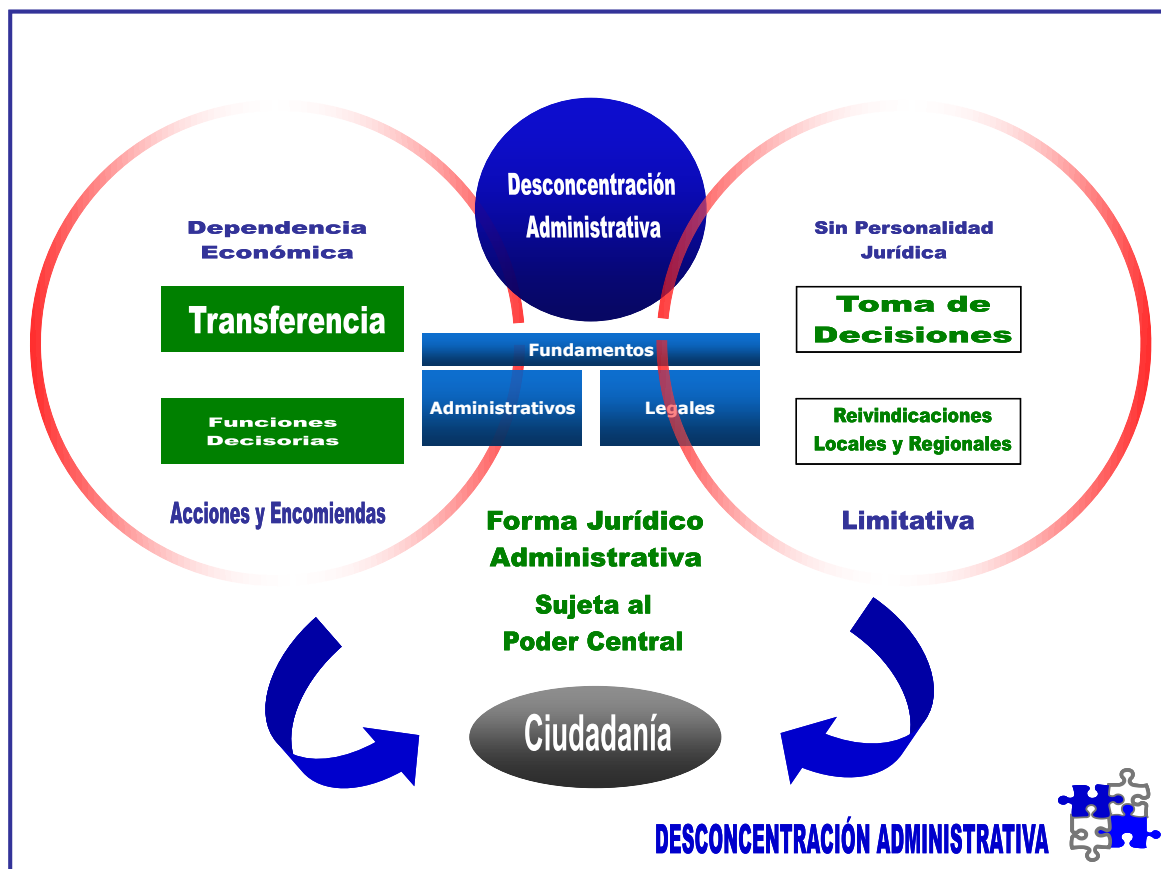 Desconcentración
Administrativa
Dependencia
Económica
Transferencia
Funciones
Decisorias
Acciones y Encomiendas
Fundamentos
Administrativos
Legales
Sin Personalidad
Jurídica
Toma de
Decisiones
Reivindicaciones
Locales y Regionales
Limitativa
Forma Jurídico
Administrativa
Sujeta al
Poder Central
Ciudadanía
DESCONCENTRACIÓN ADMINISTRATIVA